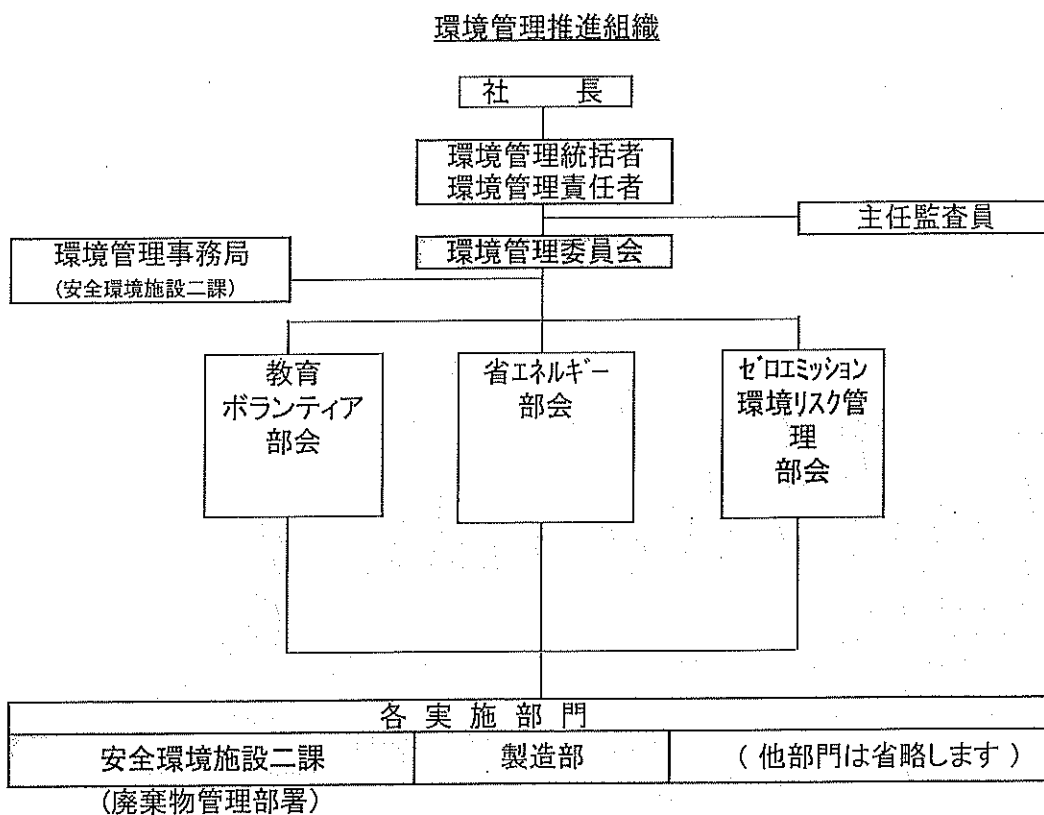 環境管理推進組織
社　　長
環境管理統括者
環境管理責任者
主任監査員
環境管理委員会
環境管理事務局
(安全環境施設二課)
教育
ボランティア
部会
省エネルギー
部会
ｾﾞﾛｴﾐｯｼｮﾝ
環境リスク管
理
部会
各 実 施 部 門
安全環境施設二課
製造部
( 他部門は省略します )
(廃棄物管理部署)